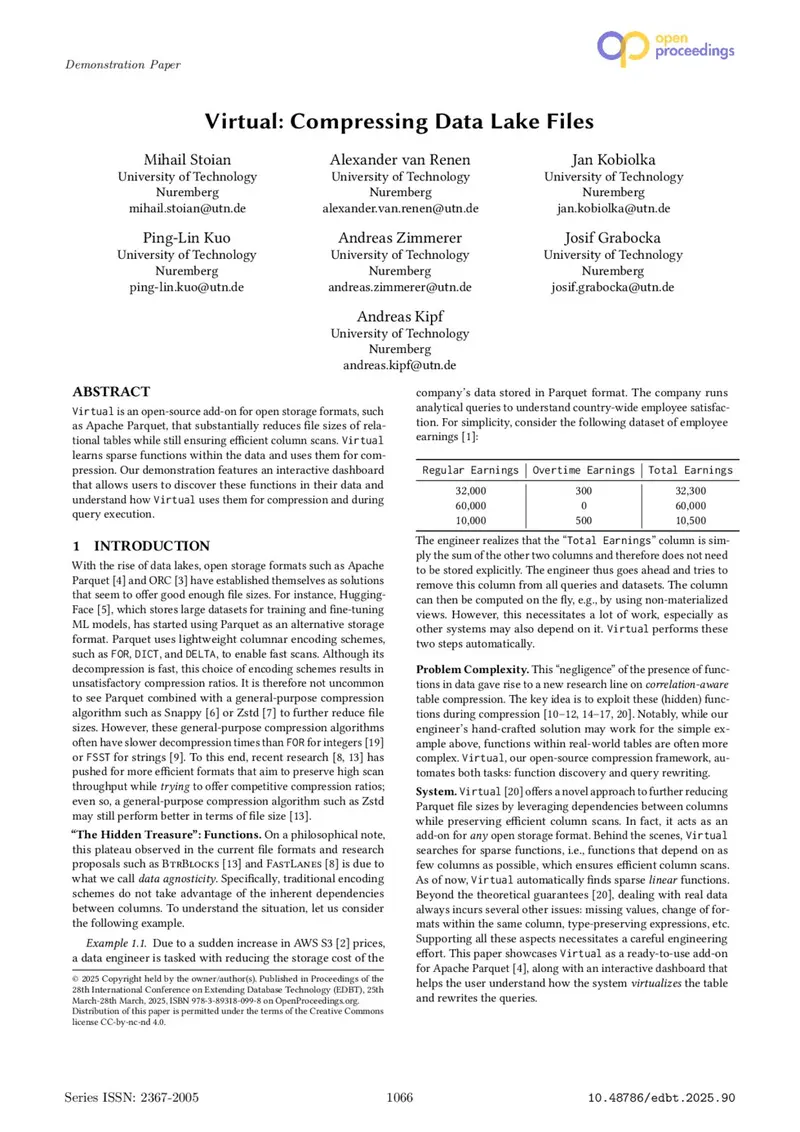 Demonstration Paper
open
proceedings
Virtual: Compressing Data Lake Files
Mihail Stoian
University of Technology
Nuremberg
mihail.stoian@utn.de
Alexander van Renen
University of Technology
Nuremberg
alexander.van.renen@utn.de
Jan Kobiolka
University of Technology
Nuremberg
jan.kobiolka@utn.de
Ping-Lin Kuo
University of Technology
Nuremberg
ping-lin.kuo@utn.de
Andreas Zimmerer
University of Technology
Nuremberg
andreas.zimmerer@utn.de
Josif Grabocka
University of Technology
Nuremberg
josif.grabocka@utn.de
Andreas Kipf
University of Technology
Nuremberg
andreas.kipf@utn.de
ABSTRACT
Virtual is an open-source add-on for open storage formats, such
as Apache Parquet, that substantially reduces file sizes of rela-
tional tables while still ensuring efficient column scans. Virtual
learns sparse functions within the data and uses them for com-
pression. Our demonstration features an interactive dashboard
that allows users to discover these functions in their data and
understand how Virtual uses them for compression and during
query execution.
1 INTRODUCTION
With the rise of data lakes, open storage formats such as Apache
Parquet [4] and ORC [3] have established themselves as solutions
that seem to offer good enough file sizes. For instance, Hugging-
Face [5], which stores large datasets for training and fine-tuning
ML models, has started using Parquet as an alternative storage
format. Parquet uses lightweight columnar encoding schemes,
such as FOR, DICT, and DELTA, to enable fast scans. Although its
decompression is fast, this choice of encoding schemes results in
unsatisfactory compression ratios. It is therefore not uncommon
to see Parquet combined with a general-purpose compression
algorithm such as Snappy [6] or Zstd [7] to further reduce file
sizes. However, these general-purpose compression algorithms
often have slower decompression times than FOR for integers [19]
or FSST for strings [9]. To this end, recent research [8, 13] has
pushed for more efficient formats that aim to preserve high scan
throughput while trying to offer competitive compression ratios;
even so, a general-purpose compression algorithm such as Zstd
may still perform better in terms of file size [13].
“The Hidden Treasure”: Functions. On a philosophical note,
this plateau observed in the current file formats and research
proposals such as BtrBlocks [13] and FastLanes [8] is due to
what we call data agnosticity. Specifically, traditional encoding
schemes do not take advantage of the inherent dependencies
between columns. To understand the situation, let us consider
the following example.
Example 1.1. Due to a sudden increase in AWS S3 [2] prices,
a data engineer is tasked with reducing the storage cost of the
© 2025 Copyright held by the owner/author(s). Published in Proceedings of the
28th International Conference on Extending Database Technology (EDBT), 25th
March-28th March, 2025, ISBN 978-3-89318-099-8 on OpenProceedings.org.
Distribution of this paper is permitted under the terms of the Creative Commons
license CC-by-nc-nd 4.0.
company’s data stored in Parquet format. The company runs
analytical queries to understand country-wide employee satisfac-
tion. For simplicity, consider the following dataset of employee
earnings [1]:
Regular Earnings Overtime Earnings Total Earnings
32,000 300 32,300
60,000 0 60,000
10,000 500 10,500
The engineer realizes that the “Total Earnings” column is sim-
ply the sum of the other two columns and therefore does not need
to be stored explicitly. The engineer thus goes ahead and tries to
remove this column from all queries and datasets. The column
can then be computed on the fly, e.g., by using non-materialized
views. However, this necessitates a lot of work, especially as
other systems may also depend on it. Virtual performs these
two steps automatically.
Problem Complexity. This “negligence” of the presence of func-
tions in data gave rise to a new research line on correlation-aware
table compression. The key idea is to exploit these (hidden) func-
tions during compression [10–12, 14–17, 20]. Notably, while our
engineer’s hand-crafted solution may work for the simple ex-
ample above, functions within real-world tables are often more
complex. Virtual, our open-source compression framework, au-
tomates both tasks: function discovery and query rewriting.
System. Virtual [20] offers a novel approach to further reducing
Parquet file sizes by leveraging dependencies between columns
while preserving efficient column scans. In fact, it acts as an
add-on for any open storage format. Behind the scenes, Virtual
searches for sparse functions, i.e., functions that depend on as
few columns as possible, which ensures efficient column scans.
As of now, Virtual automatically finds sparse linear functions.
Beyond the theoretical guarantees [20], dealing with real data
always incurs several other issues: missing values, change of for-
mats within the same column, type-preserving expressions, etc.
Supporting all these aspects necessitates a careful engineering
effort. This paper showcases Virtual as a ready-to-use add-on
for Apache Parquet [4], along with an interactive dashboard that
helps the user understand how the system virtualizes the table
and rewrites the queries.
Series ISSN: 2367-2005
1066
10.48786/edbt.2025.90